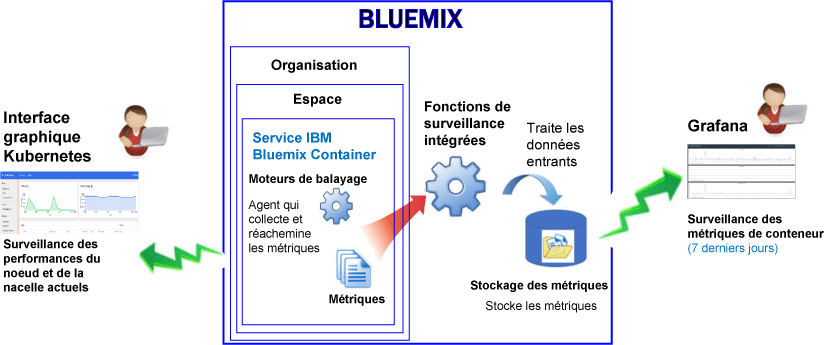 BLUEMIX
Organisation
Espace
Service IBM
Bluemix Container
Moteurs de balayage
Agent qui
collecte et
réachemine
les métriques
Métriques
Fonctions de
surveillance
intégrées
Traite les
données
entrants
Stockage des métriques
Stocke les métriques
Interface
graphique
Kubernetes
Surveillance des
performances du
noeud et de la
nacelle actuels
Grafana
Surveillance des
métriques de conteneur
(7 derniers jours)